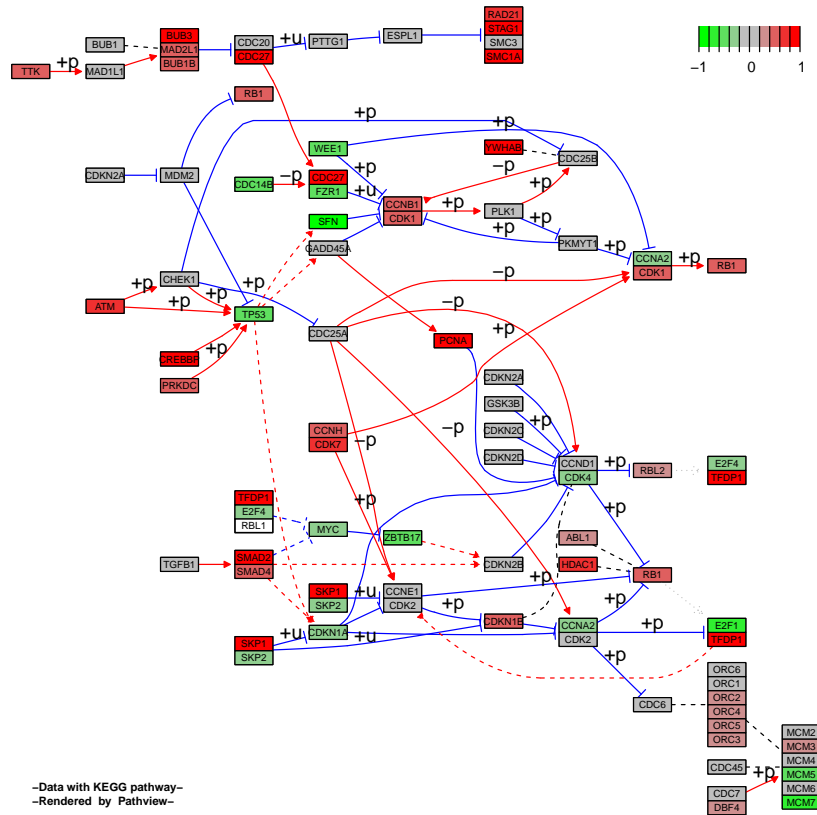 RAD21
BUB3
STAG1
BUB1
CDC20
+u
PTTG1
ESPL1
SMC3
MAD2L1
CDC27
SMC1A
BUB1B
+p
TTK
MAD1L1
−1
0
1
RB1
+p
+p
WEE1
YWHAB
CDC25B
+p
−p
CDKN2A
MDM2
CDC14B
−p
CDC27
FZR1
+u
+p
CCNB1
CDK1
+p
PLK1
SFN
+p
GADD45A
+p
PKMYT1
+p
CCNA2
CDK1
+p
RB1
+p
CHEK1
−p
+p
ATM
+p
−p
TP53
+p
CDC25A
PCNA
+p
CREBBP
PRKDC
CDKN2A
GSK3B
+p
CCNH
CDK7
−p
−p
CDKN2C
CDKN2D
CCND1
CDK4
+p
RBL2
E2F4
TFDP1
TFDP1
E2F4
RBL1
+p
+p
MYC
ZBTB17
ABL1
TGFB1
SMAD2
SMAD4
CDKN2B
HDAC1
RB1
+p
SKP1
SKP2
+u
CCNE1
CDK2
+p
+p
CDKN1A
CDKN1B
CCNA2
CDK2
+p
E2F1
TFDP1
SKP1
SKP2
+u
+u
+p
ORC6
ORC1
ORC2
ORC4
ORC5
ORC3
CDC6
MCM2
MCM3
MCM4
MCM5
MCM6
MCM7
CDC45
+p
CDC7
DBF4
−Data with KEGG pathway−
−Rendered by Pathview−